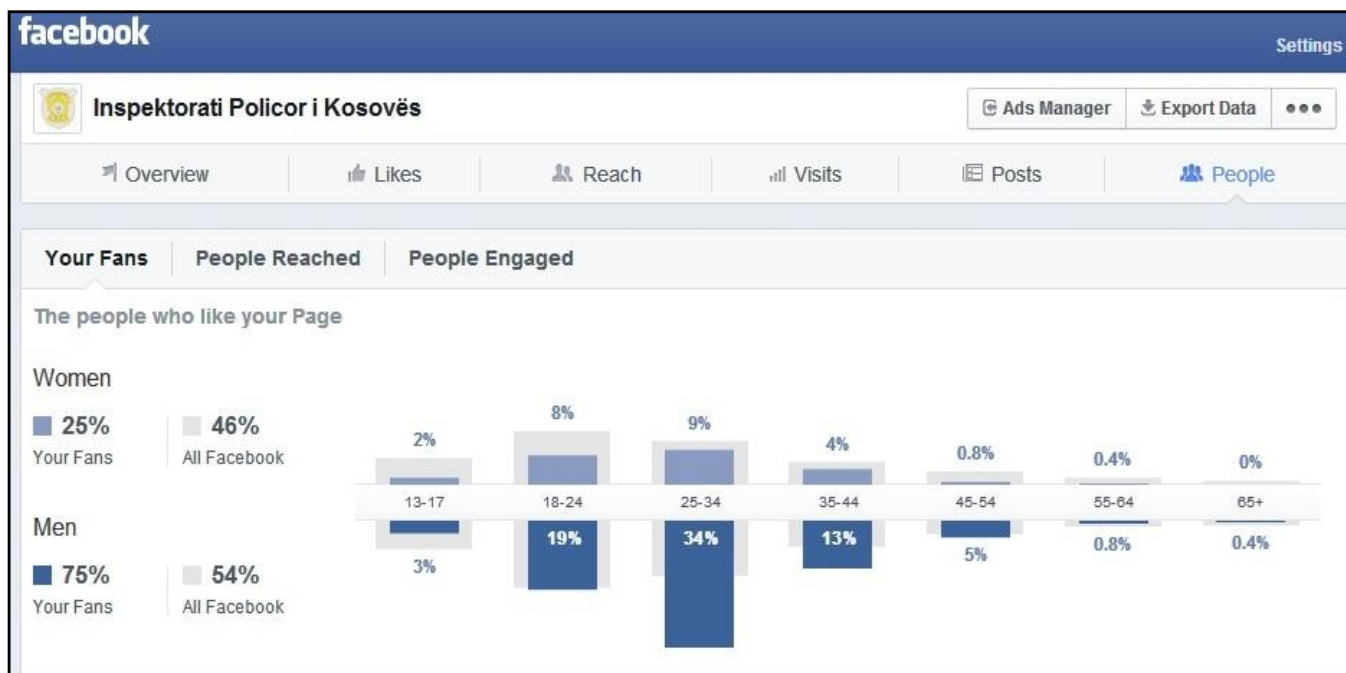 facebook
Settings
Inspektorati Policor i Kosovës
Ads Manager
Export Data
Overview
Likes
Reach
Visits
Posts
People
Your Fans
People Reached
People Engaged
The people who like your Page
Women
25%
Your Fans
46%
All Facebook
2%
8%
9%
4%
0.8%
0.4%
0%
13-17
18-24
25-34
35-44
45-54
55-64
65+
Men
75%
Your Fans
54%
All Facebook
3%
19%
34%
13%
5%
0.8%
0.4%